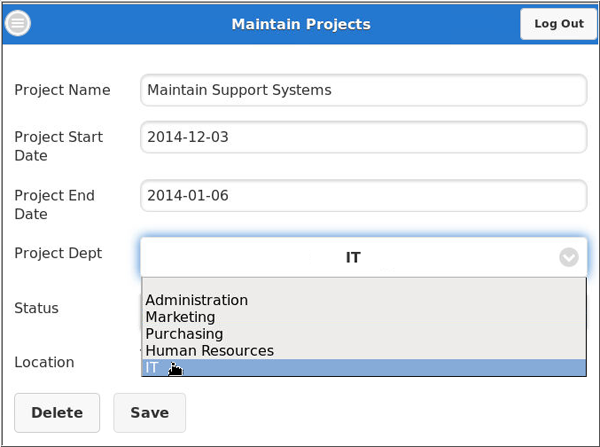 Maintain Projects
Log Out
Project Name
Maintain Support Systems
Project Start
Date
2014-12-03
Project End
Date
2014-01-06
Project Dept
IT
Administration
Marketing
Purchasing
Human Resources
IT
Status
Location
Delete
Save